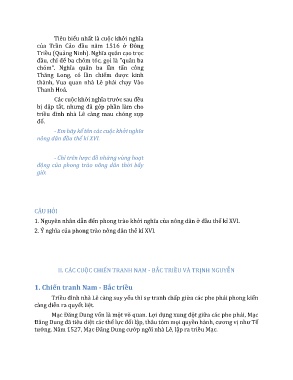 Tiêu biểu nhất là cuộc khởi nghĩa
của Trần Cảo đầu năm 1516 ở Đông
Triều (Quảng Ninh). Nghĩa quân cạo trọc
đầu, chỉ để ba chỏm tóc, gọi là "quân ba
chỏm". Nghĩa quân ba lần tấn công
Thăng Long, có lần chiếm được kinh
thành. Vua quan nhà Lê phải chạy vào
Thanh Hoá.
Các cuộc khởi nghĩa trước sau đều
bị dập tắt, nhưng đã góp phần làm cho
triều đình nhà Lê càng mau chóng sụp
đổ.
- Em hãy kể tên các cuộc khởi nghĩa
nông dân đầu thế kỉ XVI.
- Chỉ trên lược đồ những vùng hoạt
động của phong trào nông dân thời bấy
giờ.
CÂU HỎI
1. Nguyên nhân dẫn đến phong trào khởi nghĩa của nông dân ở đầu thế kỉ XVI.
2. Ý nghĩa của phong trào nông dân thế kỉ XVI.
II. CÁC CUỘC CHIẾN TRANH NAM - BẮC TRIỀU VÀ TRỊNH NGUYỄN
1. Chiến tranh Nam - Bắc triều
Triều đình nhà Lê càng suy yếu thì sự tranh chấp giữa các phe phái phong kiến
càng diễn ra quyết liệt.
Mạc Đăng Dung vốn là một võ quan. Lợi dụng xung đột giữa các phe phái, Mạc
Đăng Dung đã tiêu diệt các thế lực đối lập, thâu tóm mọi quyền hành, cương vị như Tể
tướng. Năm 1527, Mạc Đăng Dung cướp ngôi nhà Lê, lập ra triều Mạc.